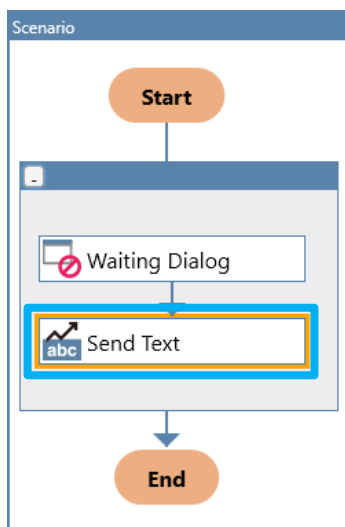 Scenario
Start
-
Waiting Dialog
abc Send Text
End